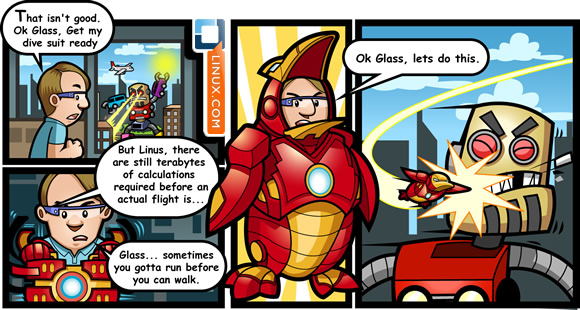 That isn't good.
Ok Glass, Get my
dive suit ready
LINUX.COM
But Linus, there
are still terabytes
of calculations
required before an
actual flight is...
Glass... sometimes
you gotta run before
you can walk.
Ok Glass, lets do this.